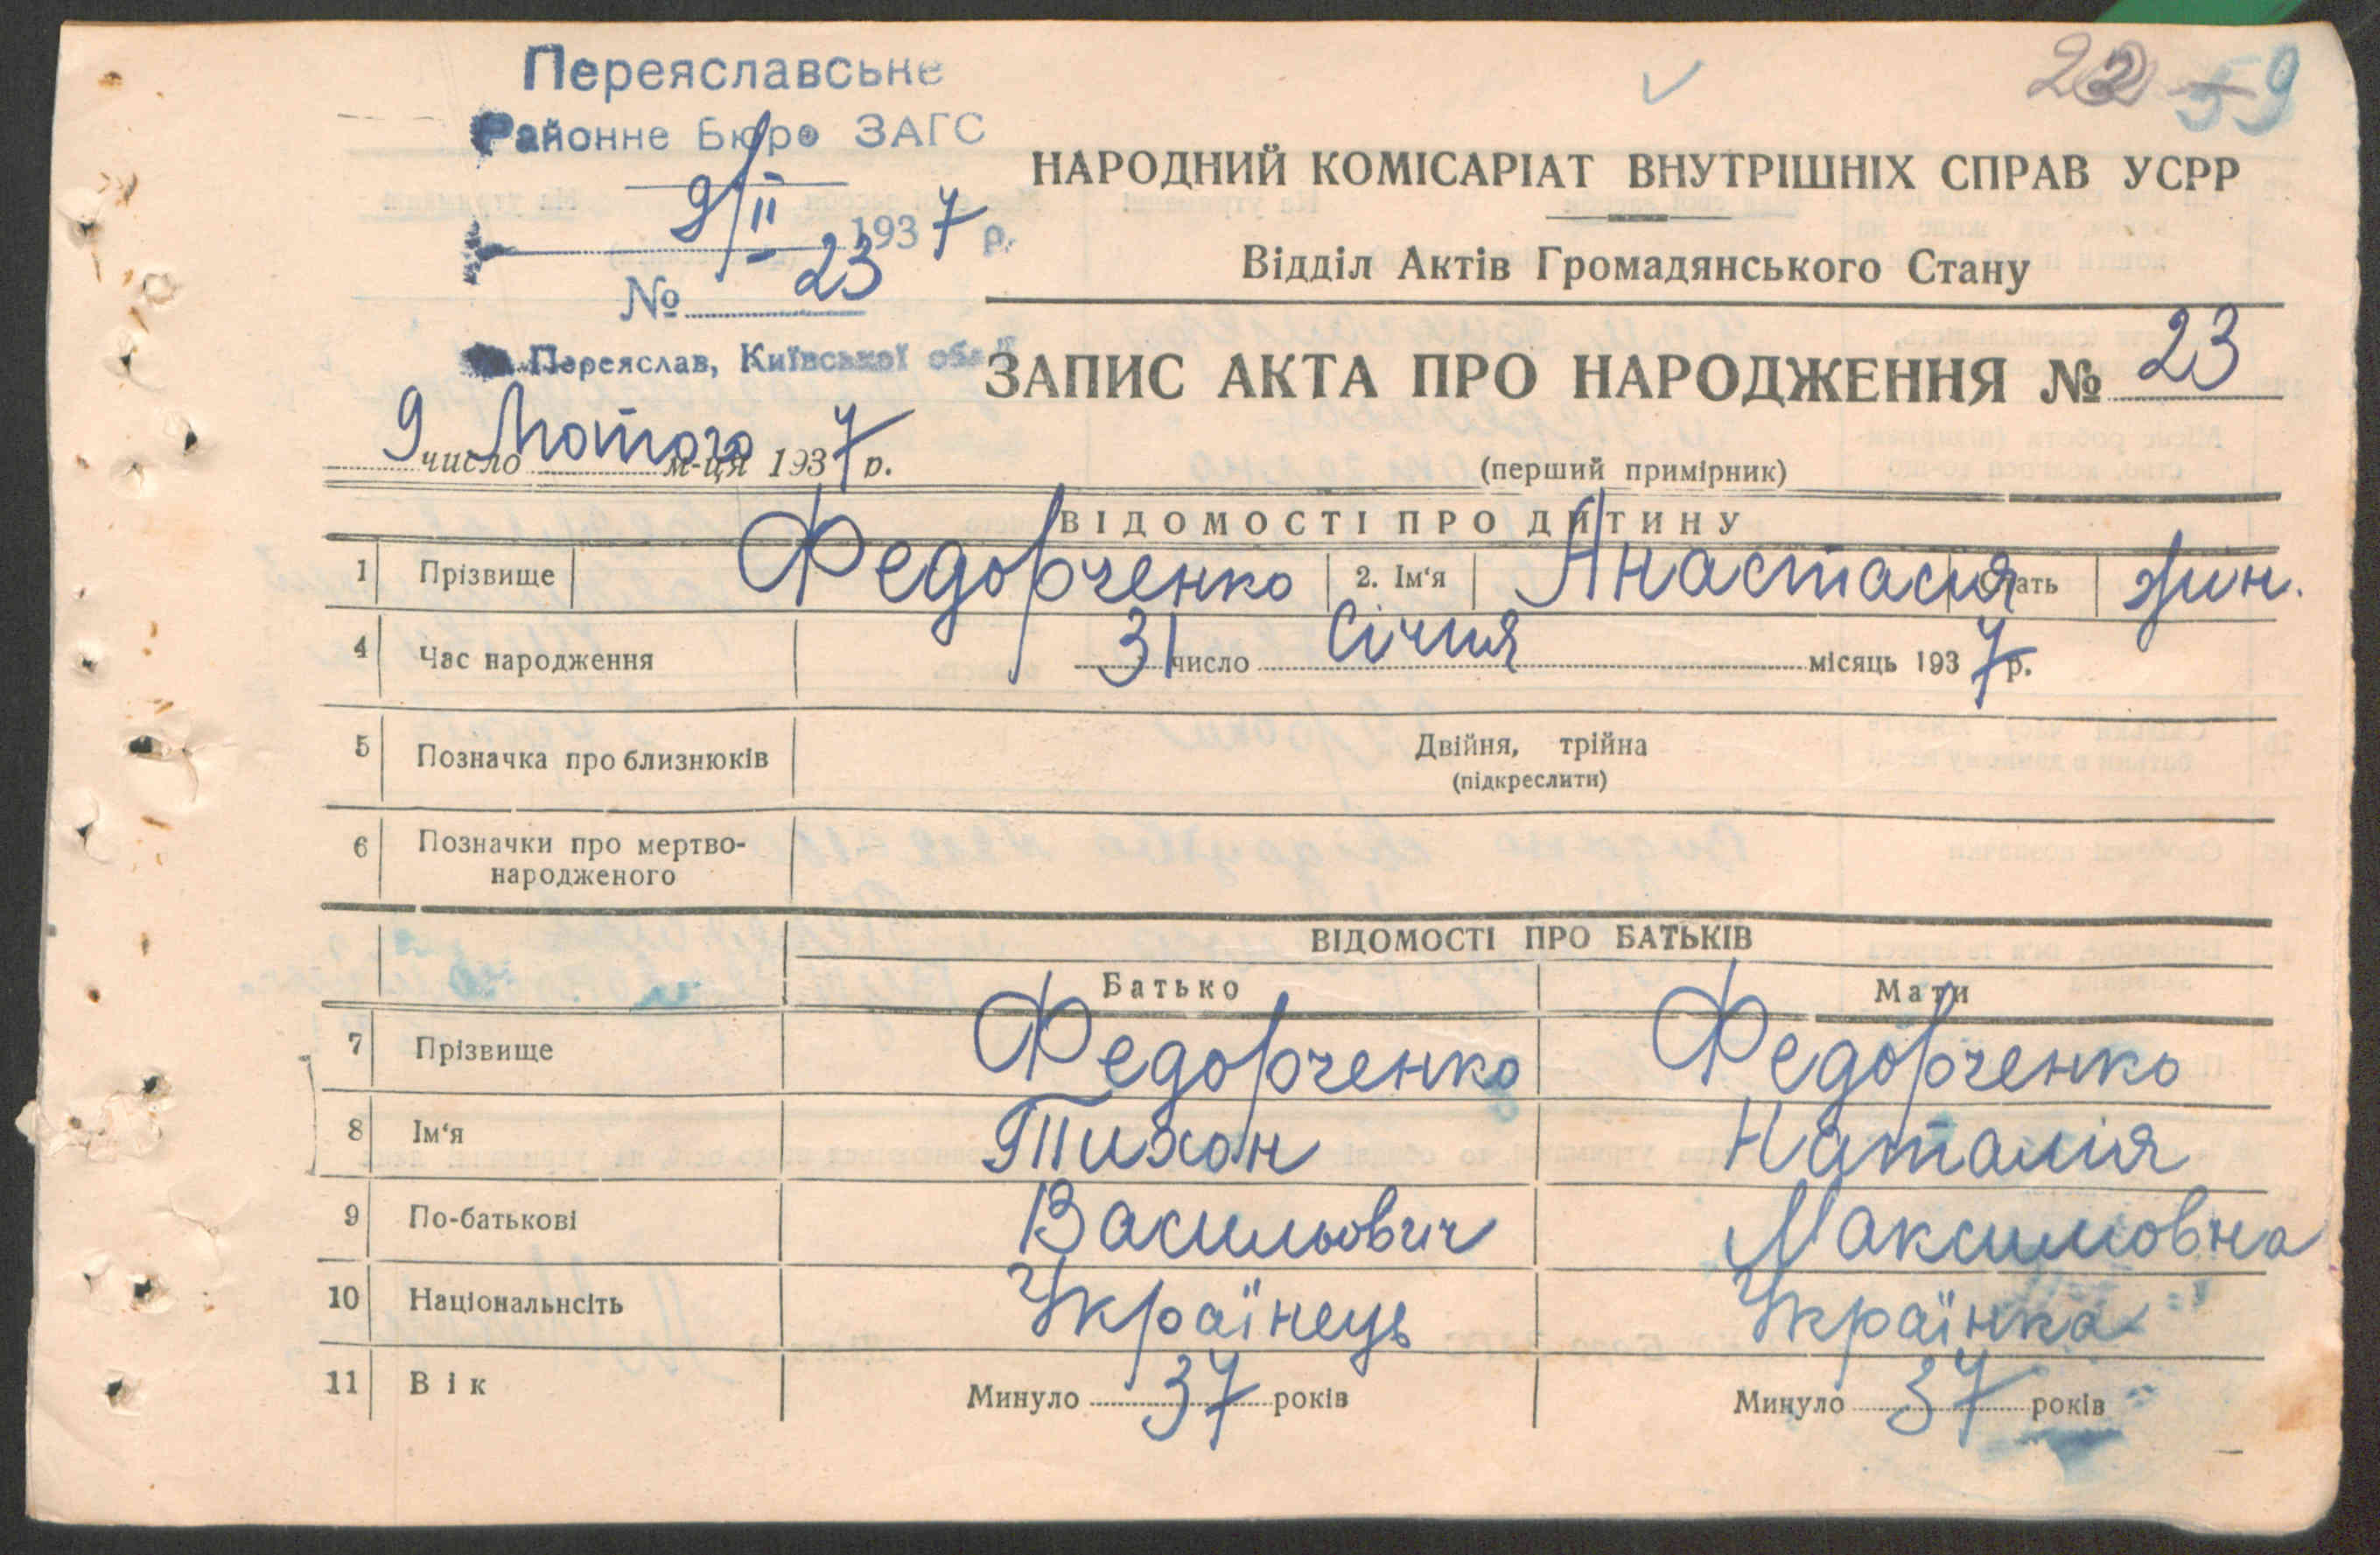 Переяславське
Районне Бюро ЗАГС
9/II 1937 р.
№ 23
Переяслав, Київської обл.
59
НАРОДНИЙ КОМІСАРІАТ ВНУТРІШНІХ СПРАВ УСРР
Відділ Актів Громадянського Стану
ЗАПИС АКТА ПРО НАРОДЖЕННЯ № 23
9 число Лютого м-ця 1937 р.
(перший примірник)
ВІДОМОСТІ ПРО ДИТИНУ
1 Прізвище Федорченко 2. Ім‘я Анастасия Стать жін.
4 Час народження 31 число Січня місяць 1937 р.
5 Позначка про близнюків Двійня, трійна
(підкреслити)
6 Позначки про мертво-
народженого
ВІДОМОСТІ ПРО БАТЬКІВ
Батько Мати
7 Прізвище Федорченко Федорченко
8 Ім‘я Тихон Наталія
9 По-батькові Васильович Максимовна
10 Національнсіть Українець Українка
11 Вік Минуло 37 років Минуло 37 років